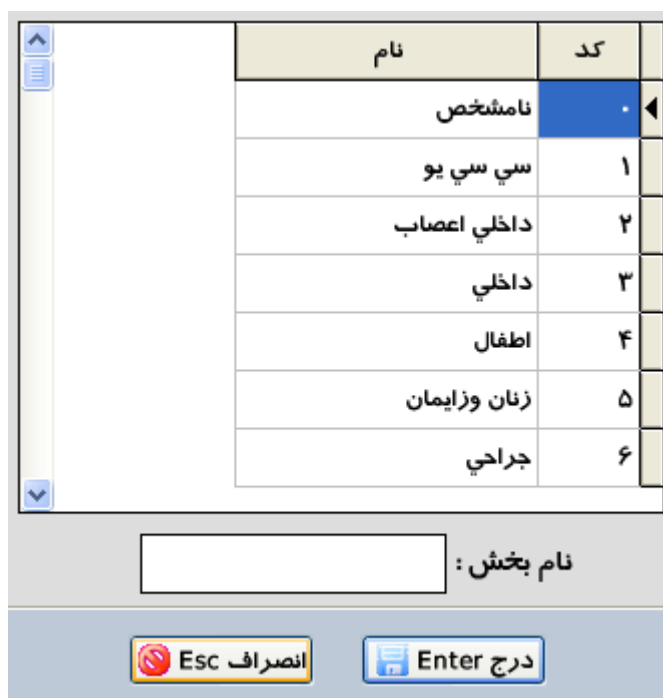 کد نام
۰ نامشخص
۱ سي سي يو
۲ داخلي اعصاب
۳ داخلي
۴ اطفال
۵ زنان وزايمان
۶ جراحي
نام بخش :
درج Enter انصراف Esc